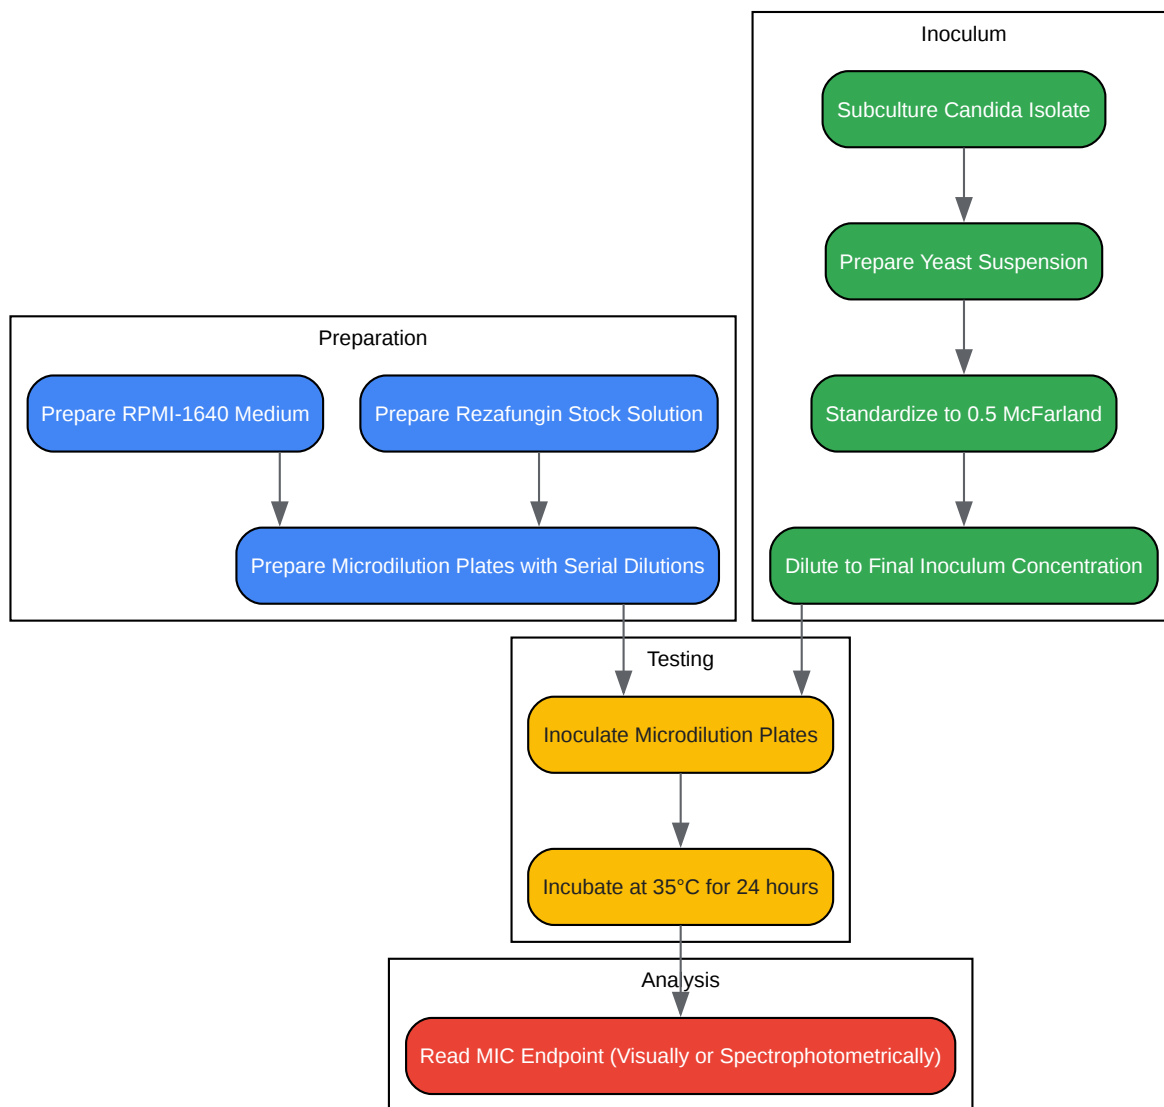 Inoculum
Subculture Candida Isolate
Prepare Yeast Suspension
Preparation
Prepare RPMI-1640 Medium
Prepare Rezafungin Stock Solution
Standardize to 0.5 McFarland
Prepare Microdilution Plates with Serial Dilutions
Dilute to Final Inoculum Concentration
Testing
Inoculate Microdilution Plates
Incubate at 35°C for 24 hours
Analysis
Read MIC Endpoint (Visually or Spectrophotometrically)